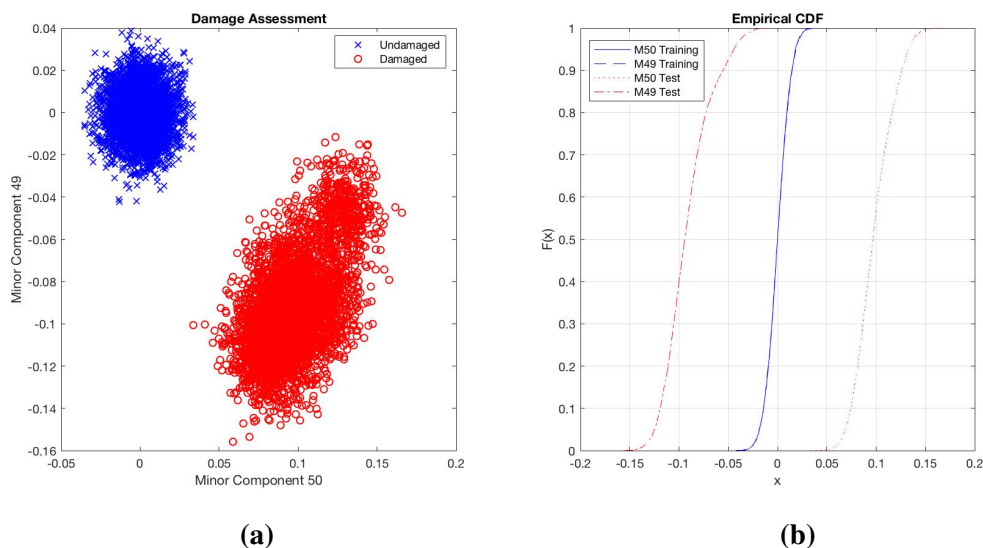 Damage Assessment
0.04
0.02
0
-0.02
-0.04
-0.06
-0.08
-0.1
-0.12
-0.14
-0.16
Minor Component 49
Undamaged
Damaged
-0.05
0
0.05
0.1
0.15
0.2
Minor Component 50
(a)
Empirical CDF
1
0.9
0.8
0.7
0.6
0.5
0.4
0.3
0.2
0.1
0
F(x)
M50 Training
M49 Training
M50 Test
M49 Test
-0.2
-0.15
-0.1
-0.05
0
0.05
0.1
0.15
0.2
x
(b)